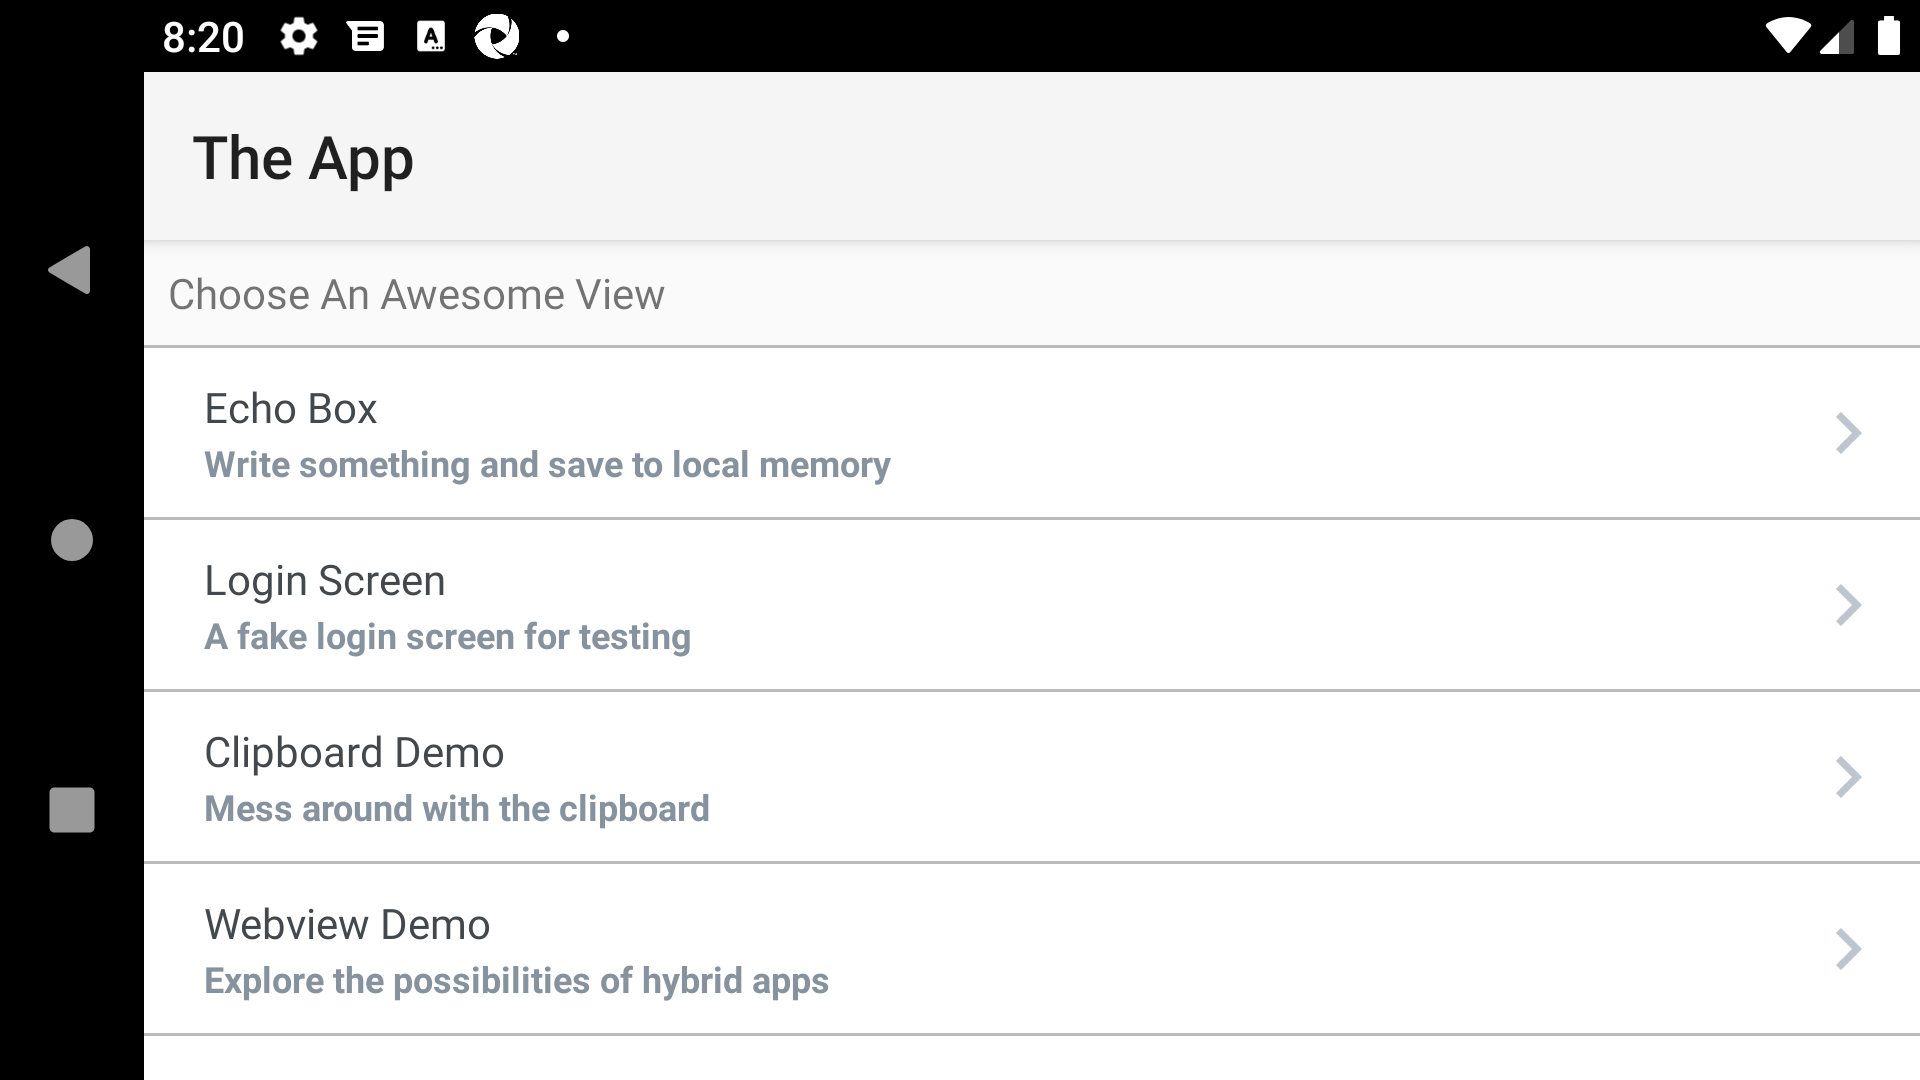 8:20
The App
Choose An Awesome View
Echo Box
Write something and save to local memory
Login Screen
A fake login screen for testing
Clipboard Demo
Mess around with the clipboard
Webview Demo
Explore the possibilities of hybrid apps